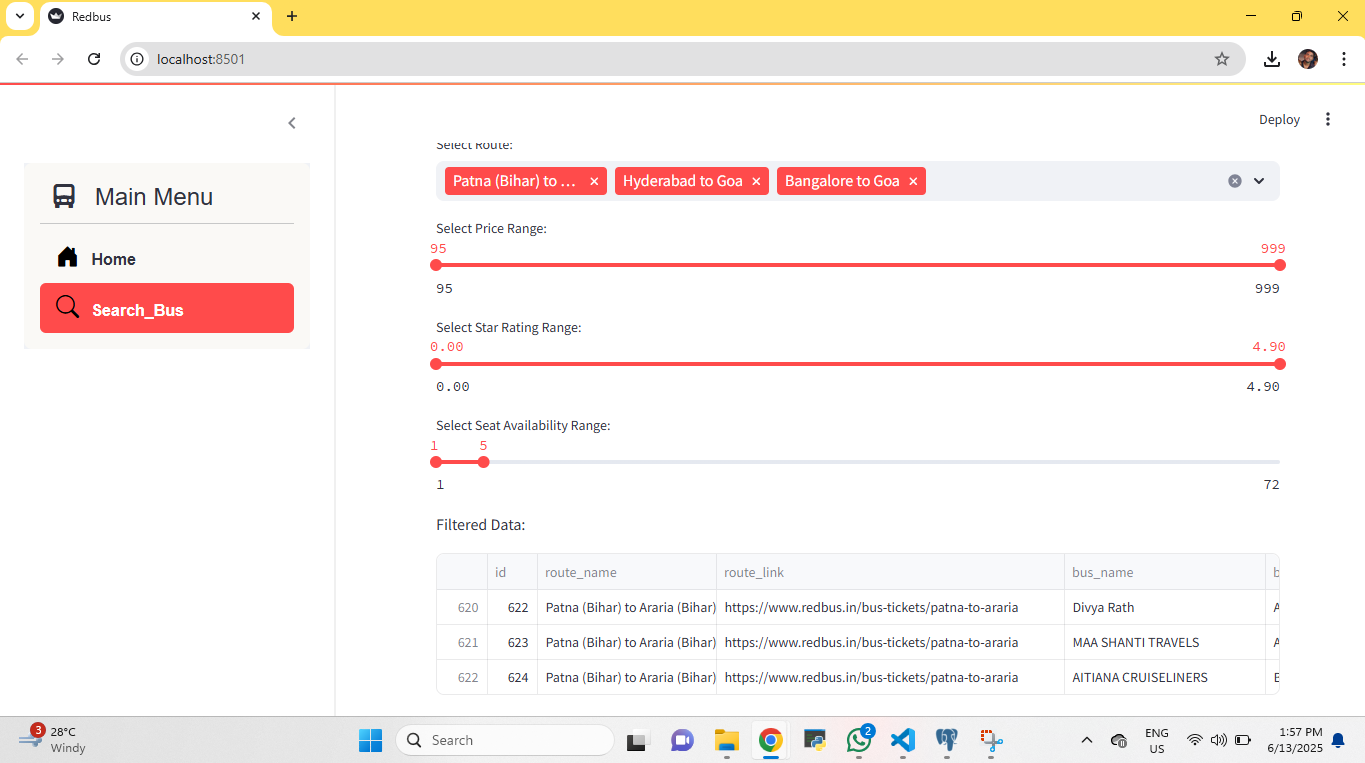 Redbus
localhost:8501
Deploy
Main Menu
Home
Search_Bus
Select Route:
Patna (Bihar) to ... Hyderabad to Goa Bangalore to Goa
Select Price Range:
95 999
95 999
Select Star Rating Range:
0.00 4.90
0.00 4.90
Select Seat Availability Range:
1 5
1 72
Filtered Data:
id route_name route_link bus_name b
620 622 Patna (Bihar) to Araria (Bihar) https://www.redbus.in/bus-tickets/patna-to-araria Divya Rath A
621 623 Patna (Bihar) to Araria (Bihar) https://www.redbus.in/bus-tickets/patna-to-araria MAA SHANTI TRAVELS A
622 624 Patna (Bihar) to Araria (Bihar) https://www.redbus.in/bus-tickets/patna-to-araria AITIANA CRUISELINERS B
3 28°C
Windy
Search
2
ENG
US
1:57 PM
6/13/2025